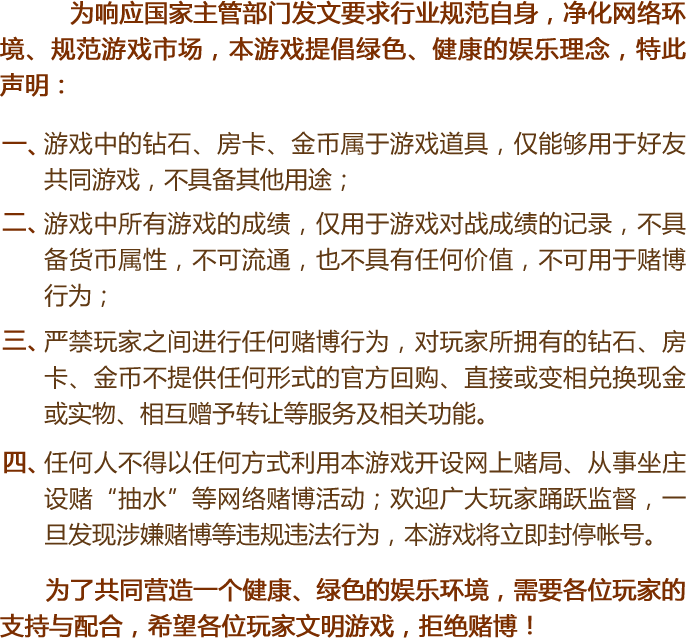 为响应国家主管部门发文要求行业规范自身，净化网络环
境、规范游戏市场，本游戏提倡绿色、健康的娱乐理念，特此
声明：
一、游戏中的钻石、房卡、金币属于游戏道具，仅能够用于好友
共同游戏，不具备其他用途；
二、游戏中所有游戏的成绩，仅用于游戏对战成绩的记录，不具
备货币属性，不可流通，也不具有任何价值，不可用于赌博
行为；
三、严禁玩家之间进行任何赌博行为，对玩家所拥有的钻石、房
卡、金币不提供任何形式的官方回购、直接或变相兑换现金
或实物、相互赠予转让等服务及相关功能。
四、任何人不得以任何方式利用本游戏开设网上赌局、从事坐庄
设赌“抽水”等网络赌博活动；欢迎广大玩家踊跃监督，一
旦发现涉嫌赌博等违规违法行为，本游戏将立即封停帐号。
为了共同营造一个健康、绿色的娱乐环境，需要各位玩家的
支持与配合，希望各位玩家文明游戏，拒绝赌博！